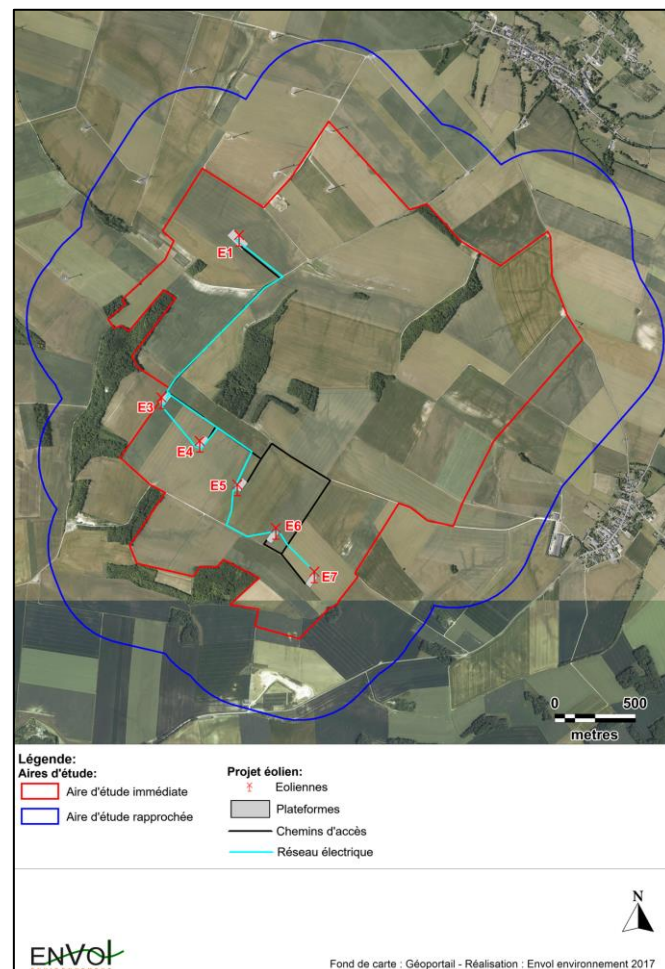 E1
E3
E4
E5
E6
E7
0 500
metres
Légende:
Aires d'étude:
Aire d'étude immédiate
Aire d'étude rapprochée
Projet éolien:
Eoliennes
Plateformes
Chemins d'accès
Réseau électrique
N
ENVOl
Fond de carte : Géoportail - Réalisation : Envol environnement 2017